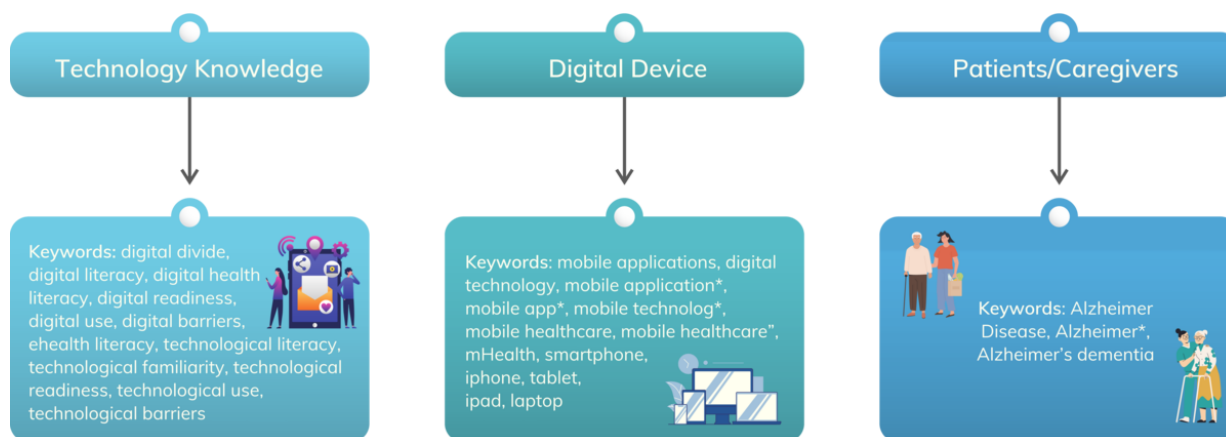 Technology Knowledge
Keywords: digital divide,
digital literacy, digital health
literacy, digital readiness,
digital use, digital barriers,
ehealth literacy, technological literacy,
technological familiarity, technological
readiness, technological use,
technological barriers
Digital Device
Keywords: mobile applications, digital
technology, mobile application*,
mobile app*, mobile technolog*,
mobile healthcare, mobile healthcare”,
mHealth, smartphone,
iphone, tablet,
ipad, laptop
Patients/Caregivers
Keywords: Alzheimer
Disease, Alzheimer*,
Alzheimer’s dementia